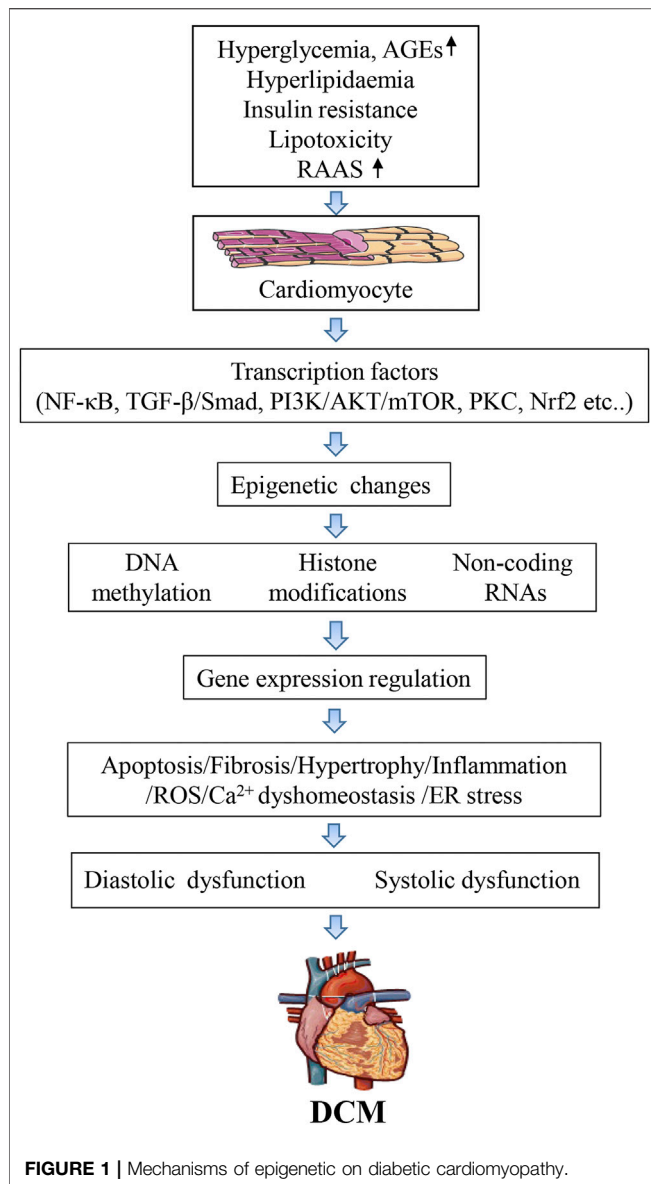 Hyperglycemia, AGEs↑
Hyperlipidaemia
Insulin resistance
Lipotoxicity
RAAS ↑
Cardiomyocyte
Transcription factors
(NF-κB, TGF-β/Smad, PI3K/AKT/mTOR, PKC, Nrf2 etc..)
Epigenetic changes
DNA methylation
Histone modifications
Non-coding RNAs
Gene expression regulation
Apoptosis/Fibrosis/Hypertrophy/Inflammation
/ROS/Ca²⁺ dyshomeostasis /ER stress
Diastolic dysfunction
Systolic dysfunction
DCM
FIGURE 1 | Mechanisms of epigenetic on diabetic cardiomyopathy.